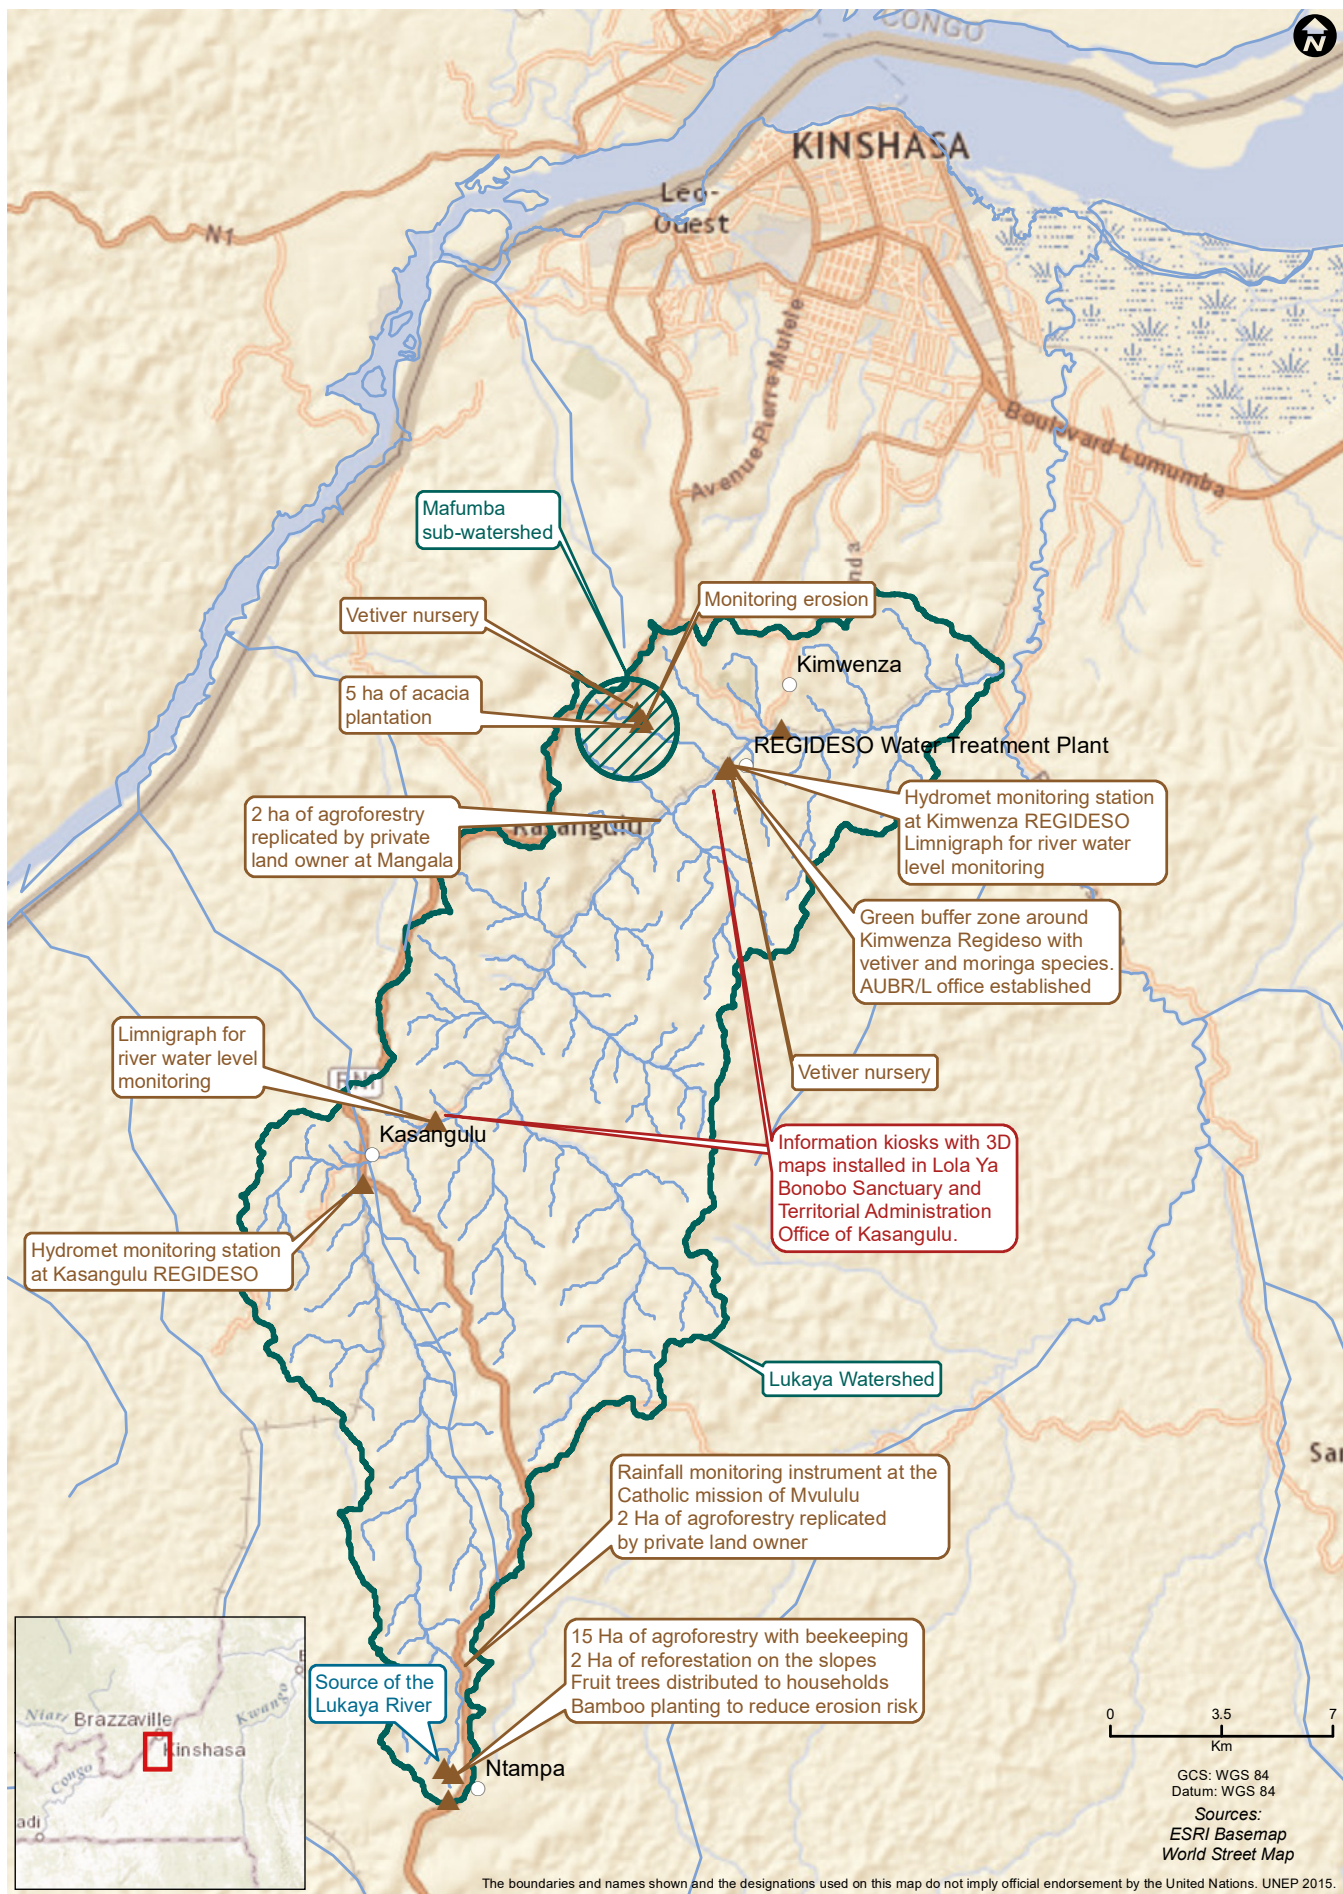 CONGO
N
KINSHASA
Leo-
Ouest
N1
Avenue Pierre Mulele
Boulevard Lumumba
Mafumba
sub-watershed
nda
Vetiver nursery
Monitoring erosion
Kimwenza
5 ha of acacia
plantation
REGIDESO Water Treatment Plant
2 ha of agroforestry
replicated by private
land owner at Mangala
Kasangulu
Hydromet monitoring station
at Kimwenza REGIDESO
Limnigraph for river water
level monitoring
Green buffer zone around
Kimwenza Regideso with
vetiver and moringa species.
AUBR/L office established
Limnigraph for
river water level
monitoring
RN1
Vetiver nursery
Kasangulu
Information kiosks with 3D
maps installed in Lola Ya
Bonobo Sanctuary and
Territorial Administration
Office of Kasangulu.
Hydromet monitoring station
at Kasangulu REGIDESO
Lukaya Watershed
San
Rainfall monitoring instrument at the
Catholic mission of Mvululu
2 Ha of agroforestry replicated
by private land owner
15 Ha of agroforestry with beekeeping
2 Ha of reforestation on the slopes
Fruit trees distributed to households
Bamboo planting to reduce erosion risk
Source of the
Lukaya River
Ntampa
Niari
Brazzaville
Kwango
Kinshasa
Congo
adi
0 3.5 7
Km
GCS: WGS 84
Datum: WGS 84
Sources:
ESRI Basemap
World Street Map
The boundaries and names shown and the designations used on this map do not imply official endorsement by the United Nations. UNEP 2015.